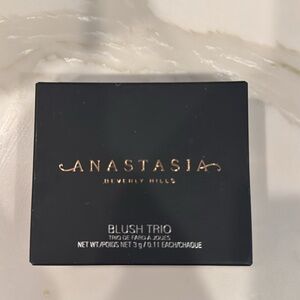 ANASTASIA
BEVERLY HILLS
BLUSH TRIO
TRIO DE FARD À JOUES
NET WT./POIDS NET 3 g / 0.11 EACH/CHAQUE